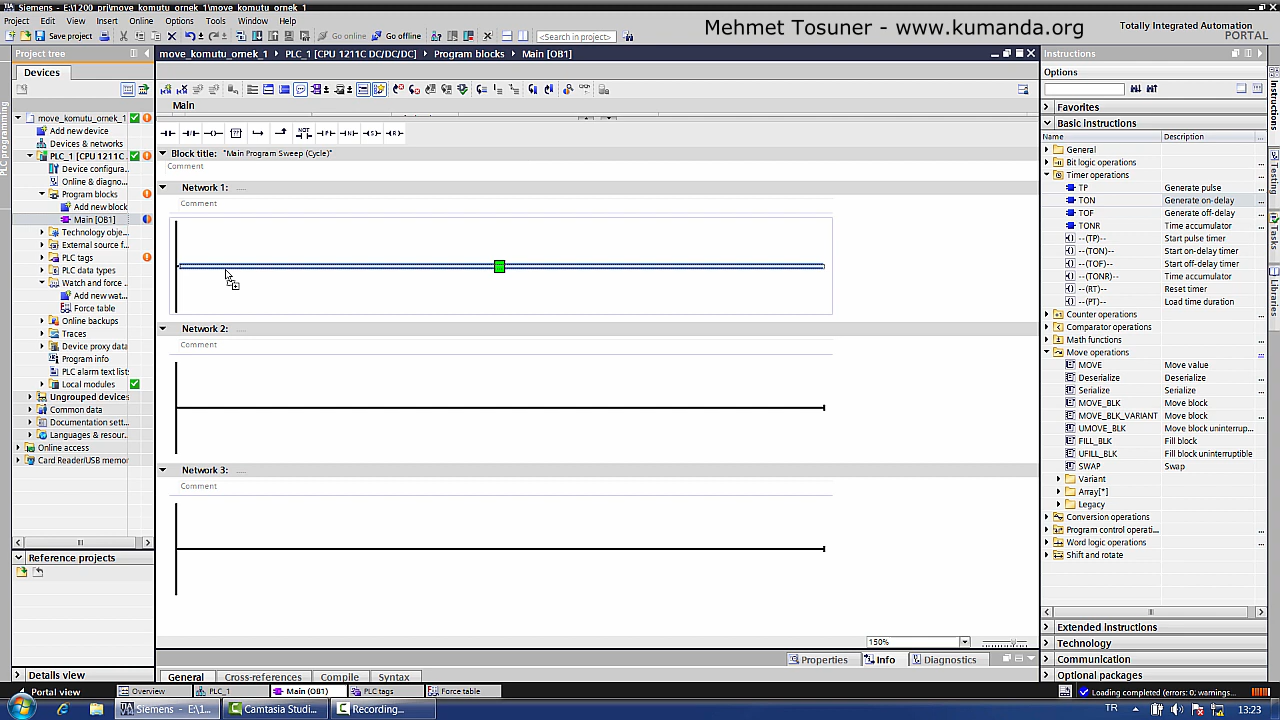 Siemens - E:\1200_prj\move_komutu_ornek_1\move_komutu_ornek_1
Project Edit View Insert Online Options Tools Window Help
Mehmet Tosuner - www.kumanda.org
Totally Integrated Automation
PORTAL
Save project
Go online
Go offline
<Search in project>
Project tree
move_komutu_ornek_1 PLC_1 [CPU 1211C DC/DC/DC] Program blocks Main [OB1]
Instructions
Devices
Options
Main
Favorites
Basic instructions
Name
Description
NOT
Block title: "Main Program Sweep (Cycle)"
Comment
Network 1: .....
Comment
Network 2: .....
Comment
Network 3: .....
Comment
move_komutu_ornek_1
Add new device
Devices & networks
PLC_1 [CPU 1211C
Device configura..
Online & diagno...
Program blocks
Add new block
Main [OB1]
Technology obje..
External source f..
PLC tags
PLC data types
Watch and force
Add new wat...
Force table
Online backups
Traces
Device proxy data
Program info
PLC alarm text lists
Local modules
Ungrouped devices
Common data
Documentation sett...
Languages & resour..
Online access
Card Reader/USB memor
Reference projects
Details view
General
Bit logic operations ...
Timer operations ...
TP Generate pulse
TON Generate on-delay
TOF Generate off-delay
TONR Time accumulator
--(TP)-- Start pulse timer
--(TON)-- Start on-delay timer
--(TOF)-- Start off-delay timer
--(TONR)-- Time accumulator
--(RT)-- Reset timer
--(PT)-- Load time duration
Counter operations ...
Comparator operations ...
Math functions ...
Move operations ...
MOVE Move value
Deserialize Deserialize
Serialize Serialize
MOVE_BLK Move block
MOVE_BLK_VARIANT Move block
UMOVE_BLK Move block uninterrup...
FILL_BLK Fill block
UFILL_BLK Fill block uninterruptible
SWAP Swap
Variant
Array[*]
Legacy
Conversion operations ...
Program control operati... ...
Word logic operations ...
Shift and rotate ...
Extended instructions
Technology
Communication
Optional packages
150%
Properties Info Diagnostics
General Cross-references Compile Syntax
PLC programming
Instructions
Testing
Tasks
Libraries
Portal view Overview PLC_1 Main (OB1) PLC tags Force table
Loading completed (errors: 0; warnings...
Siemens - E:\1... Camtasia Studi... Recording...
TR
13:23